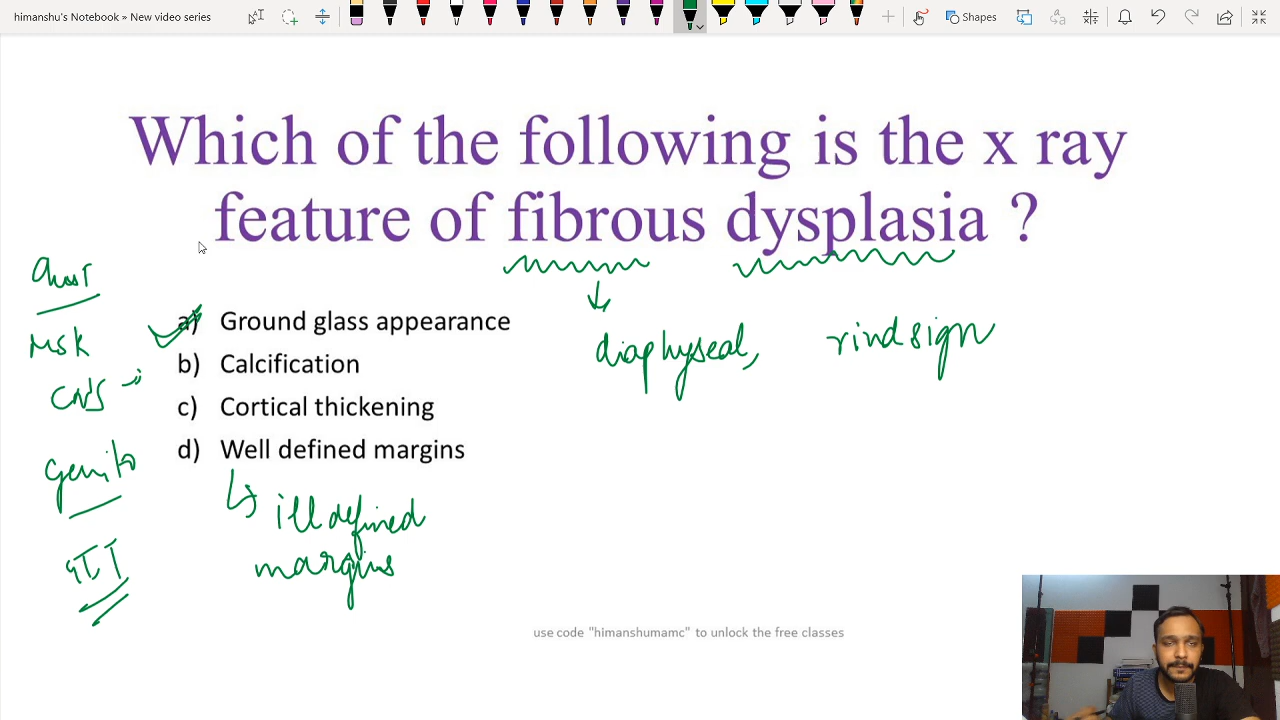 himanshu's Notebook » New video series
Shapes
Which of the following is the x ray
feature of fibrous dysplasia ?
MSK
CNS
genito
GIT
a) Ground glass appearance
b) Calcification
c) Cortical thickening
d) Well defined margins
diaphyseal,
rind sign
ill defined
margins
use code "himanshumamc" to unlock the free classes